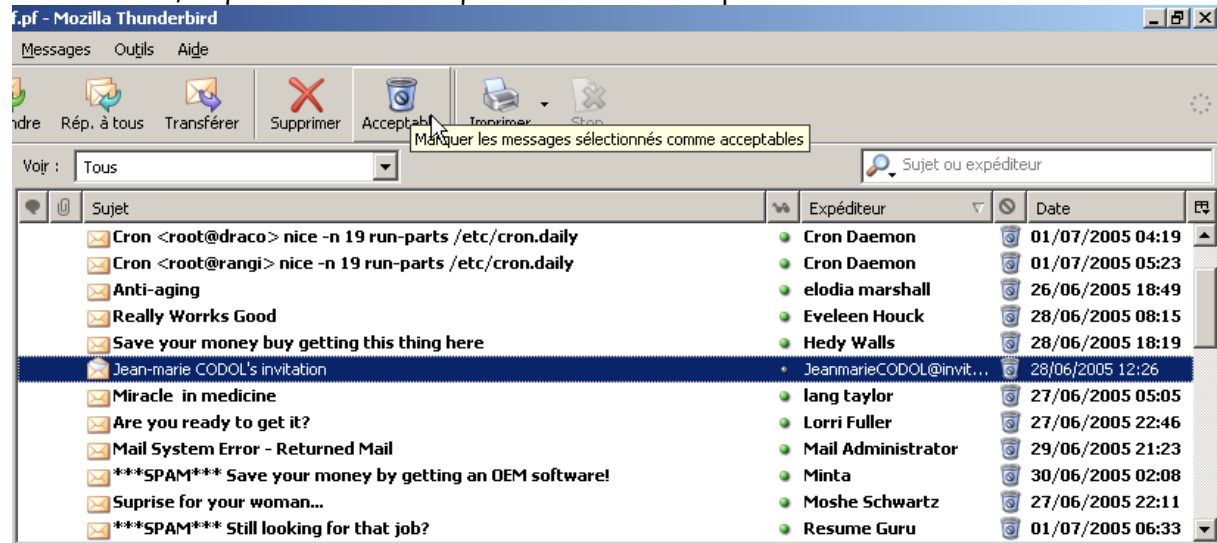 f.pf - Mozilla Thunderbird
Messages Outils Aide
ndre Rép. à tous Transférer Supprimer Acceptable Imprimer Stop
Marquer les messages sélectionnés comme acceptables
Voir : Tous Sujet ou expéditeur
Sujet Expéditeur Date
Cron <root@draco> nice -n 19 run-parts /etc/cron.daily Cron Daemon 01/07/2005 04:19
Cron <root@rangi> nice -n 19 run-parts /etc/cron.daily Cron Daemon 01/07/2005 05:23
Anti-aging elodia marshall 26/06/2005 18:49
Really Worrks Good Eveleen Houck 28/06/2005 08:15
Save your money buy getting this thing here Hedy Walls 28/06/2005 18:19
Jean-marie CODOL's invitation JeanmarieCODOL@invit... 28/06/2005 12:26
Miracle in medicine lang taylor 27/06/2005 05:05
Are you ready to get it? Lorri Fuller 27/06/2005 22:46
Mail System Error - Returned Mail Mail Administrator 29/06/2005 21:23
***SPAM*** Save your money by getting an OEM software! Minta 30/06/2005 02:08
Suprise for your woman... Moshe Schwartz 27/06/2005 22:11
***SPAM*** Still looking for that job? Resume Guru 01/07/2005 06:33